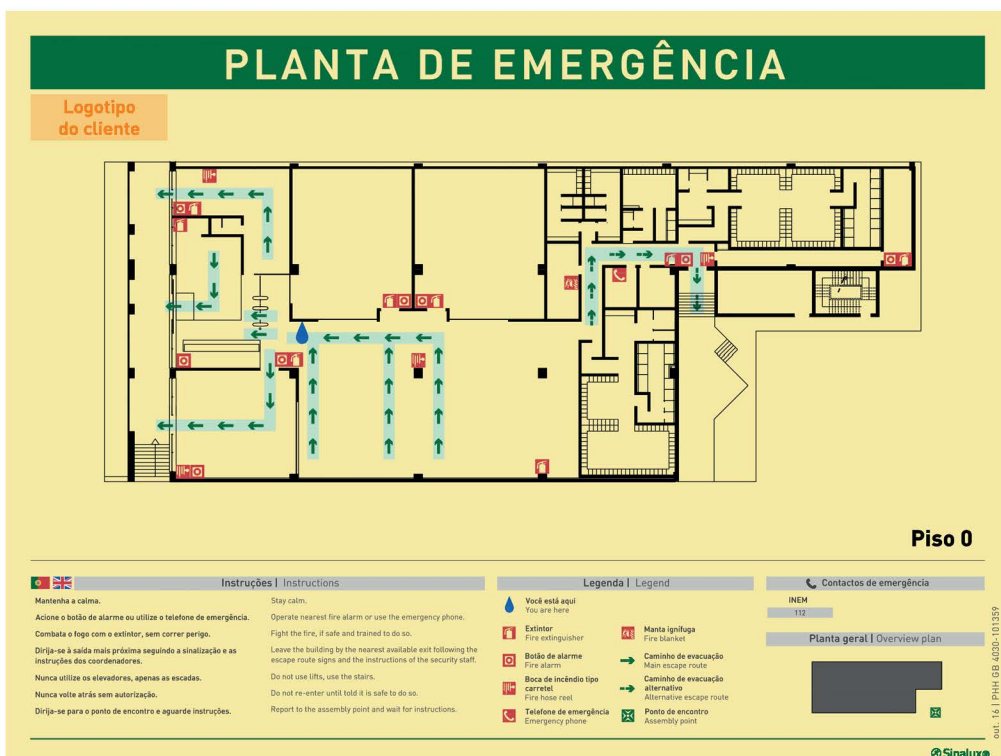 PLANTA DE EMERGÊNCIA
Logotipo
do cliente
Piso 0
Instruções | Instructions
Mantenha a calma.
Stay calm.
Acione o botão de alarme ou utilize o telefone de emergência.
Operate nearest fire alarm or use the emergency phone.
Combata o fogo com o extintor, sem correr perigo.
Fight the fire, if safe and trained to do so.
Dirija-se à saída mais próxima seguindo a sinalização e as
instruções dos coordenadores.
Leave the building by the nearest available exit following the
escape route signs and the instructions of the security staff.
Nunca utilize os elevadores, apenas as escadas.
Do not use lifts, use the stairs.
Nunca volte atrás sem autorização.
Do not re-enter until told it is safe to do so.
Dirija-se para o ponto de encontro e aguarde instruções.
Report to the assembly point and wait for instructions.
Legenda | Legend
Você está aqui
You are here
Extintor
Fire extinguisher
Botão de alarme
Fire alarm
Boca de incêndio tipo
carretel
Fire hose reel
Telefone de emergência
Emergency phone
Manta ignífuga
Fire blanket
Caminho de evacuação
Main escape route
Caminho de evacuação
alternativo
Alternative escape route
Ponto de encontro
Assembly point
Contactos de emergência
INEM
112
Planta geral | Overview plan
out. 16 | PHH GB 4030-101359
Sinalux®